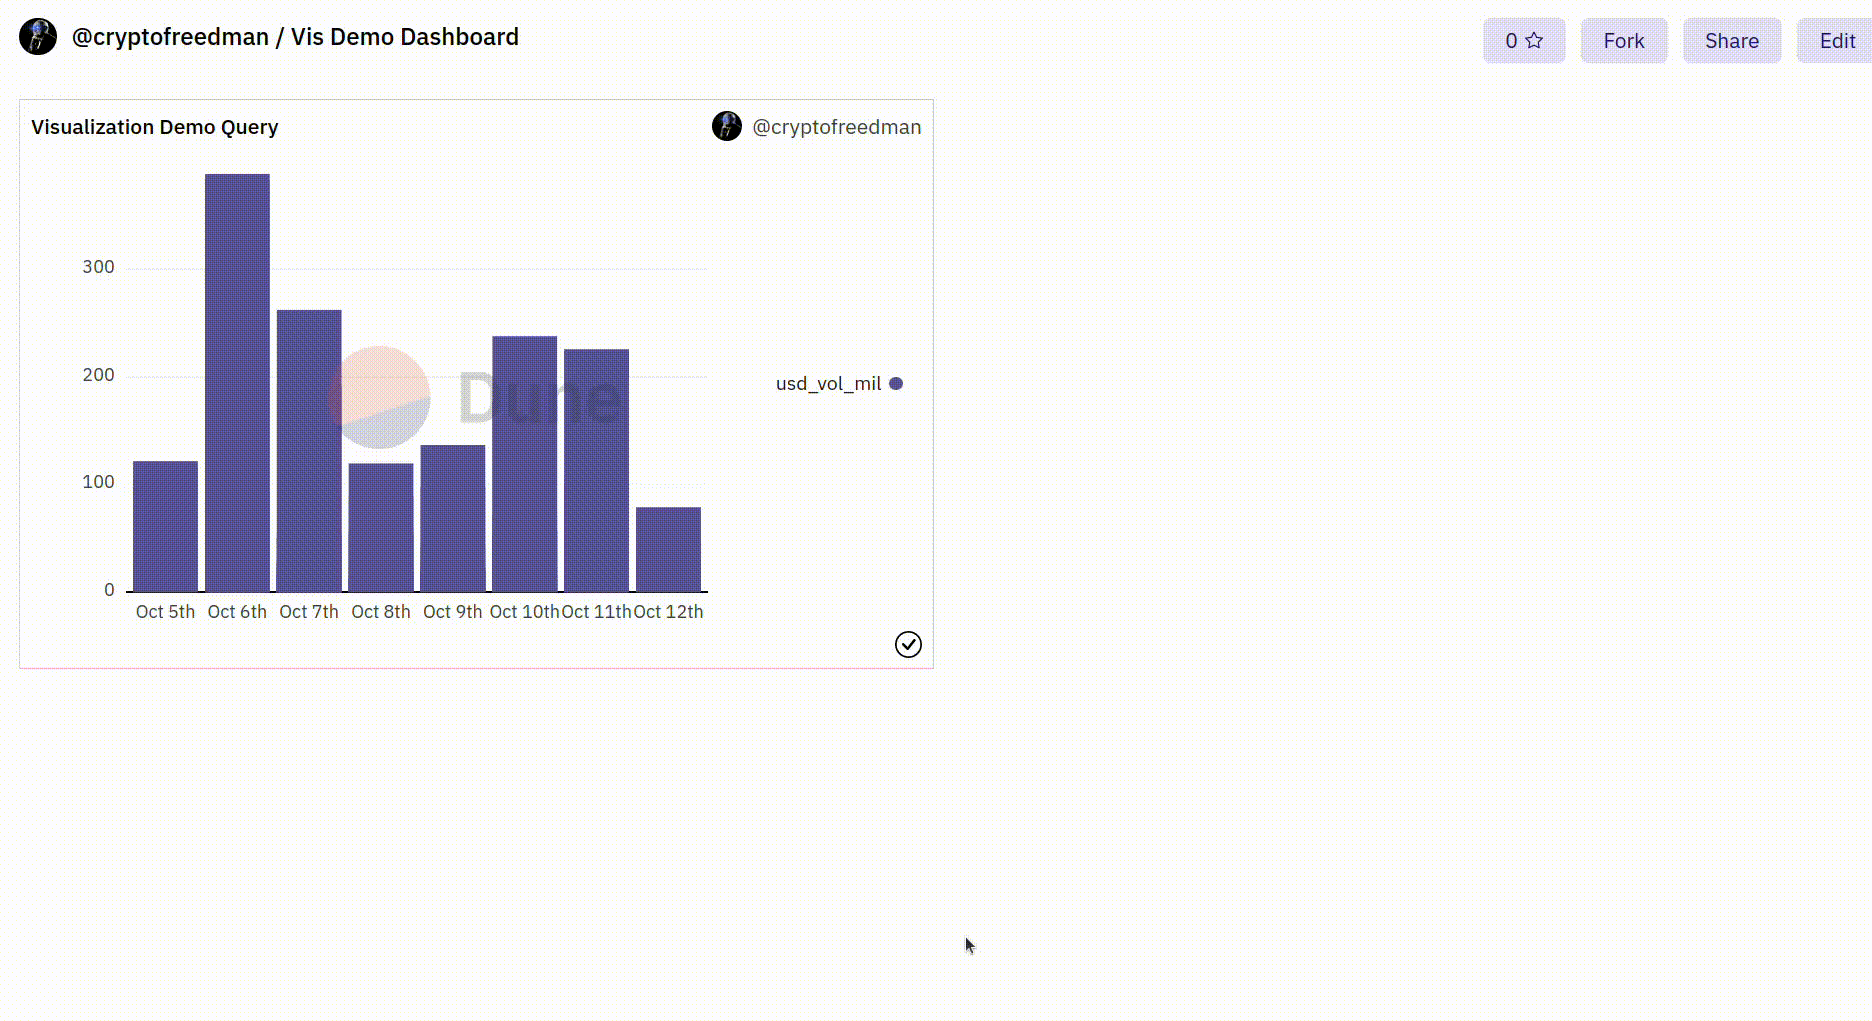 @cryptofreedman / Vis Demo Dashboard
0
Fork
Share
Edit
Visualization Demo Query
@cryptofreedman
300
200
100
0
Dune
usd_vol_mil
Oct 5th Oct 6th Oct 7th Oct 8th Oct 9th Oct 10th Oct 11th Oct 12th